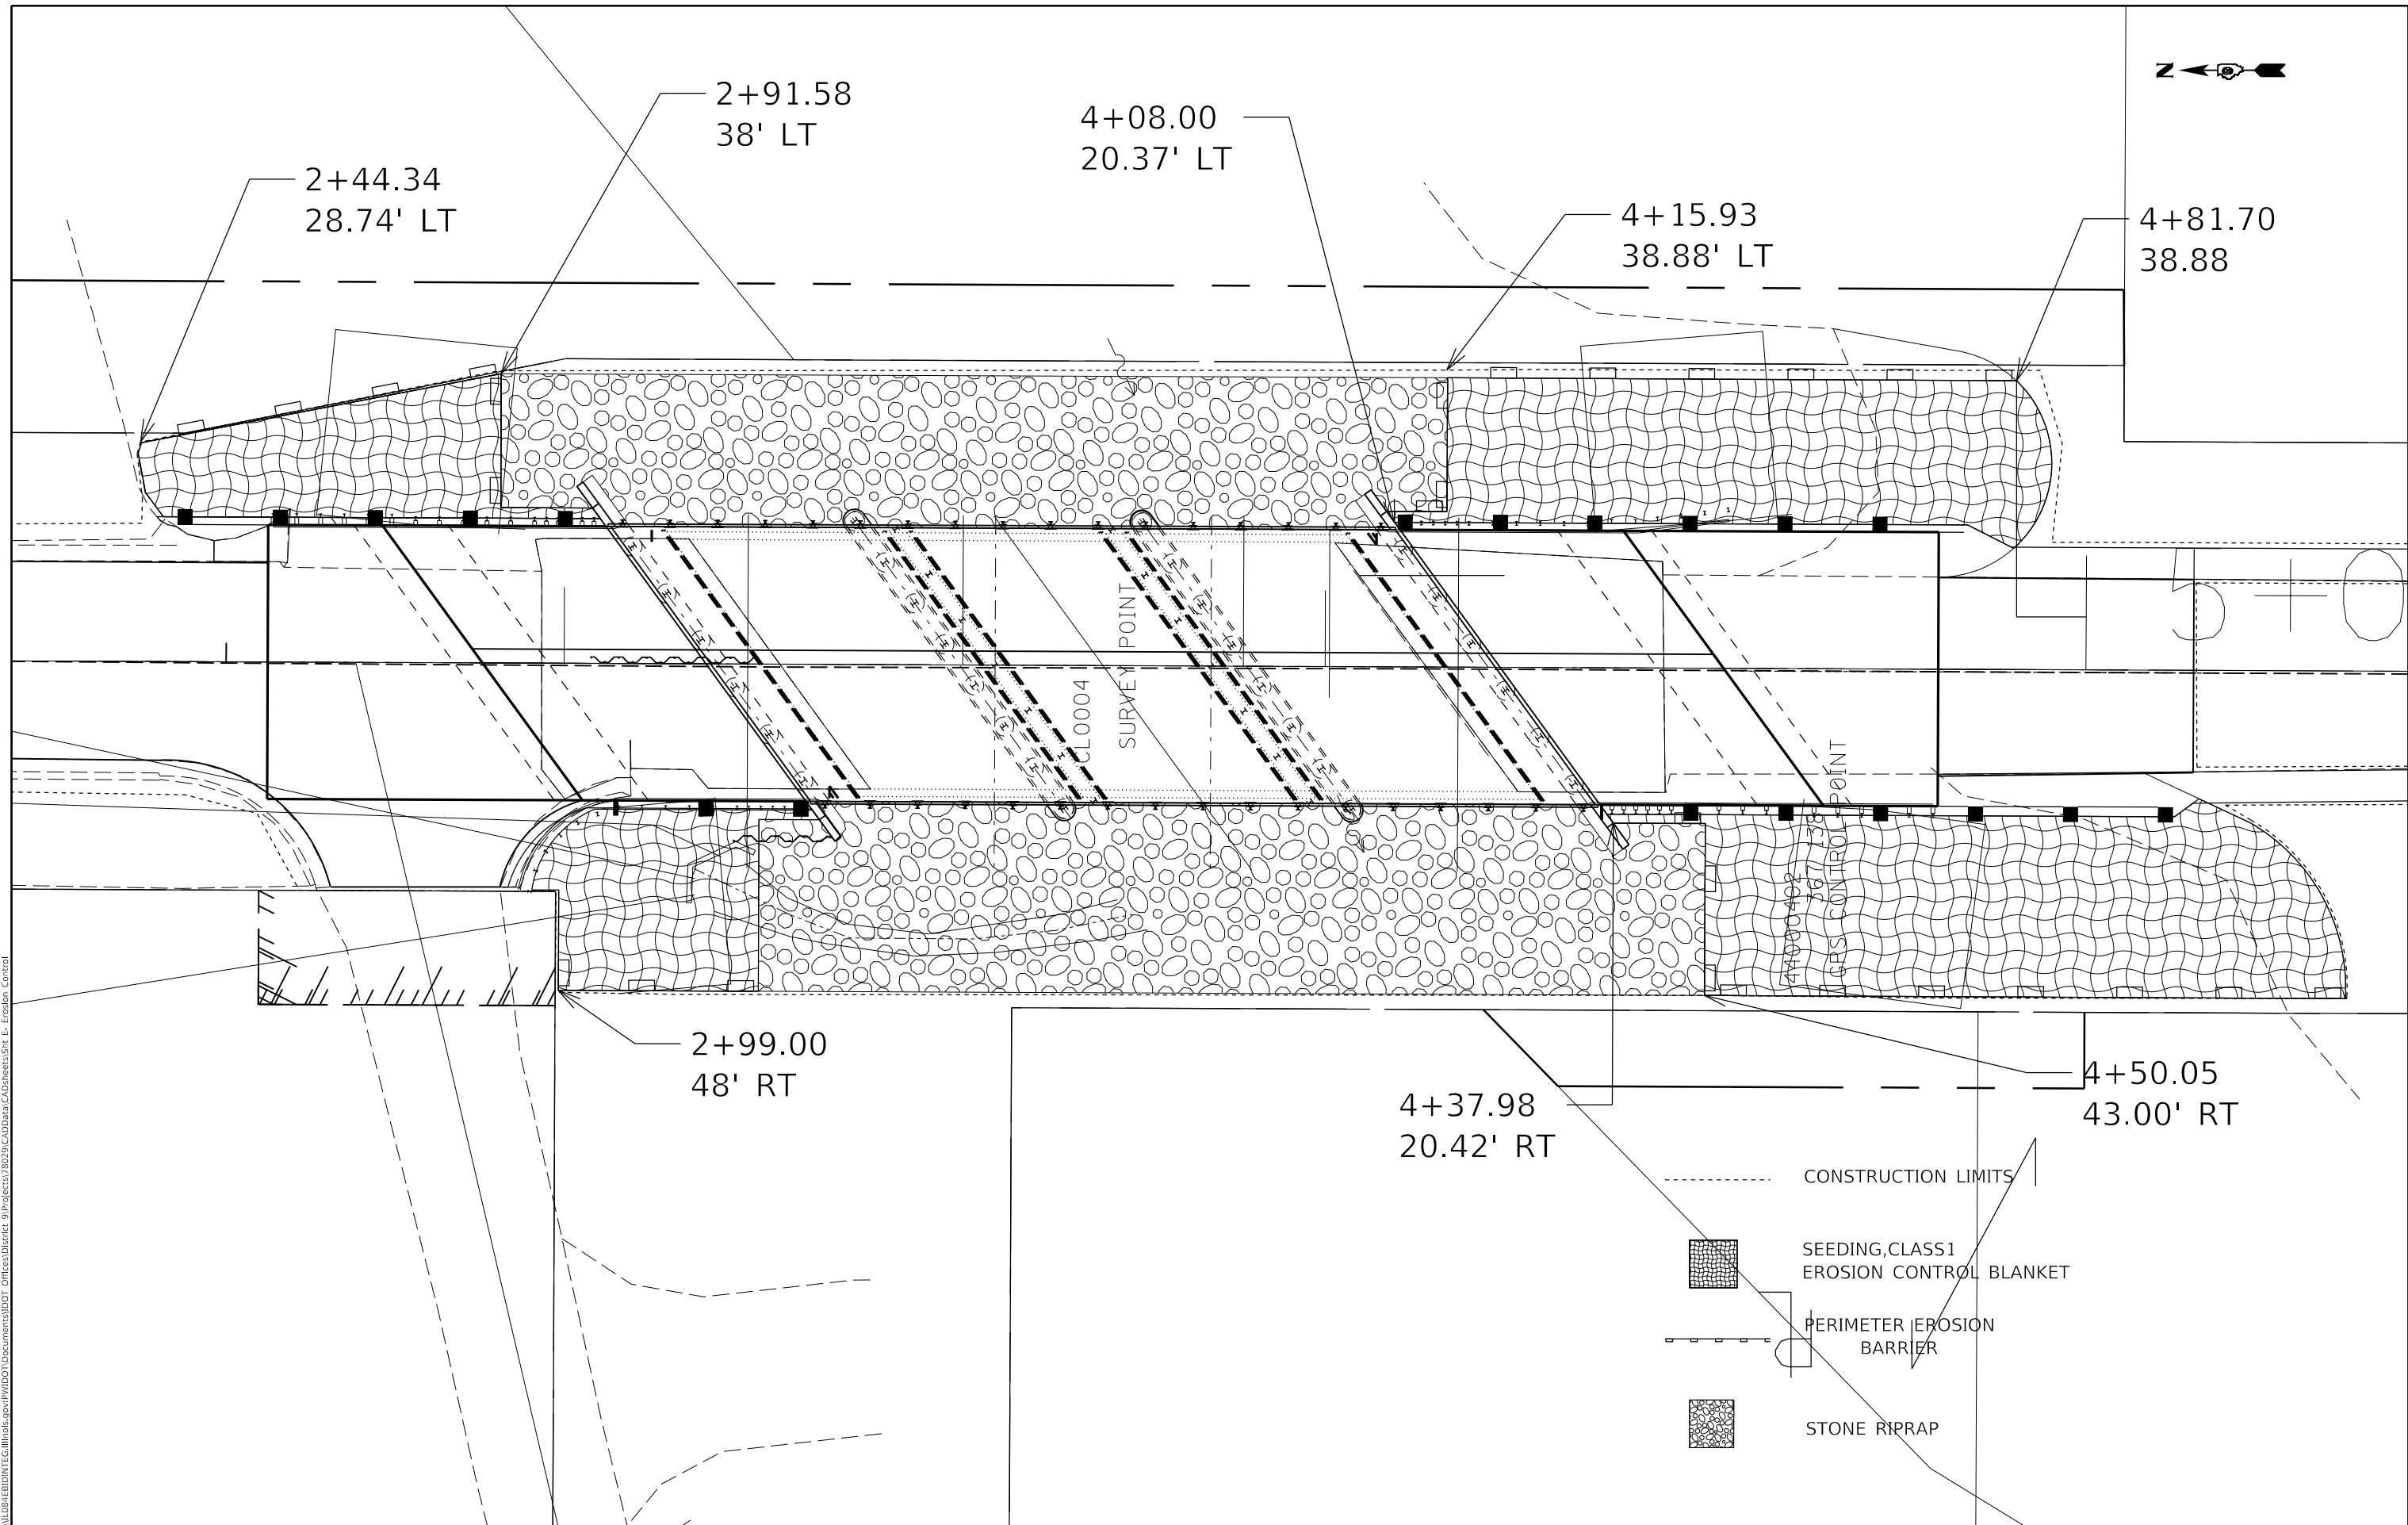 N
2+91.58
38' LT
4+08.00
20.37' LT
2+44.34
28.74' LT
4+15.93
38.88' LT
4+81.70
38.88
CL0004
SURVEY POINT
GPS CONTROL POINT
2+99.00
48' RT
4+50.05
43.00' RT
4+37.98
20.42' RT
CONSTRUCTION LIMITS
SEEDING,CLASS1
EROSION CONTROL BLANKET
PERIMETER EROSION
BARRIER
STONE RIPRAP